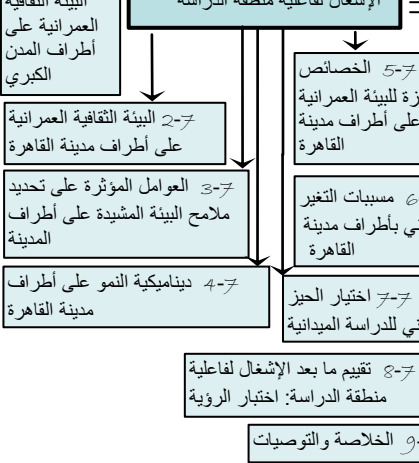 البيئة الثقافية
العمرانية على
أطراف المدن
الكبري
الإشغال لفاعلية منطقة الدراسة
5-7 الخصائص
للبيئة العمرانية
على أطراف مدينة
القاهرة
2-7 البيئة الثقافية العمرانية
على أطراف مدينة القاهرة
3-7 العوامل المؤثرة على تحديد
ملامح البيئة المشيدة على أطراف
المدينة
6 مسببات التغير
بأطراف مدينة
القاهرة
4-7 ديناميكية النمو على أطراف
مدينة القاهرة
7-7 اختيار الحيز
للدراسة الميدانية
8-7 تقييم ما بعد الإشغال لفاعلية
منطقة الدراسة: اختبار الرؤية
9- الخلاصة والتوصيات